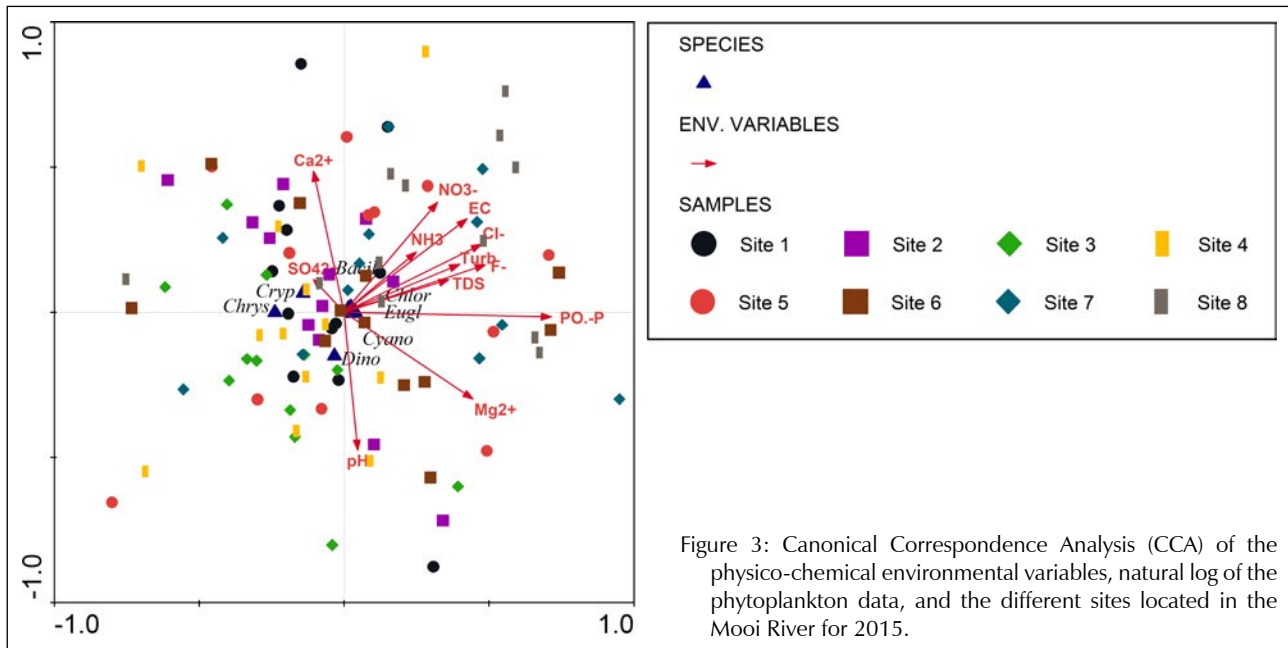 1.0
-1.0
-1.0
1.0
Ca2+
NO3-
EC
Cl-
NH3
Turb
F-
TDS
SO42-
Bacil
Cryp
Chrys
Chlor
Eugl
PO.-P
Cyano
Dino
Mg2+
pH
SPECIES
ENV. VARIABLES
SAMPLES
Site 1 Site 2 Site 3 Site 4
Site 5 Site 6 Site 7 Site 8
Figure 3: Canonical Correspondence Analysis (CCA) of the
physico-chemical environmental variables, natural log of the
phytoplankton data, and the different sites located in the
Mooi River for 2015.